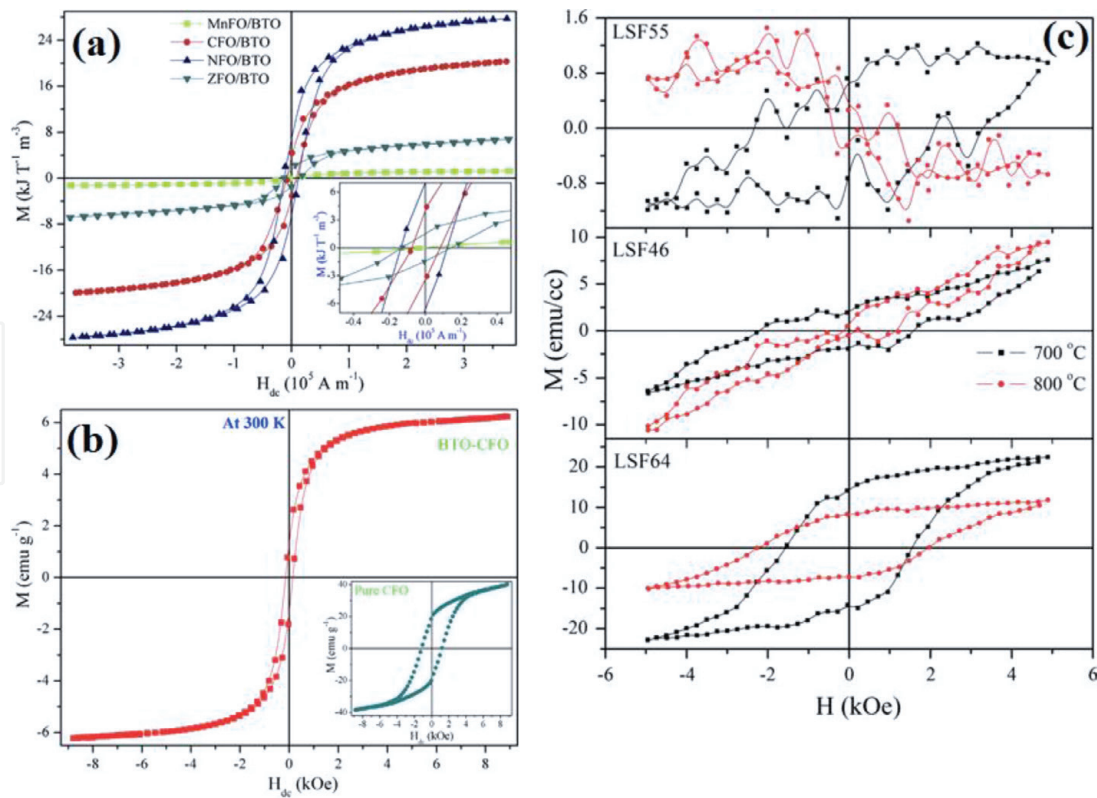 (a)
MnFO/BTO
CFO/BTO
NFO/BTO
ZFO/BTO
M (kJ T⁻¹ m⁻³)
28
24
16
8
0
-8
-16
-24
-28
-3 -2 -1 0 1 2 3
H_dc (10⁵ A m⁻¹)
M (kJ T⁻¹ m⁻³)
6
3
0
-3
-6
-0.4 -0.2 0.0 0.2 0.4
H_dc (10⁵ A m⁻¹)
(b)
At 300 K
BTO-CFO
M (emu g⁻¹)
6
4
2
0
-2
-4
-6
-8 -6 -4 -2 0 2 4 6 8
H_dc (kOe)
Pure CFO
M (emu g⁻¹)
40
20
0
-20
-40
-8 -6 -4 -2 0 2 4 6 8
H_dc (kOe)
(c)
LSF55
1.6
0.8
0.0
-0.8
LSF46
10
5
0
-5
-10
M (emu/cc)
700 °C
800 °C
LSF64
20
10
0
-10
-20
-6 -4 -2 0 2 4 6
H (kOe)